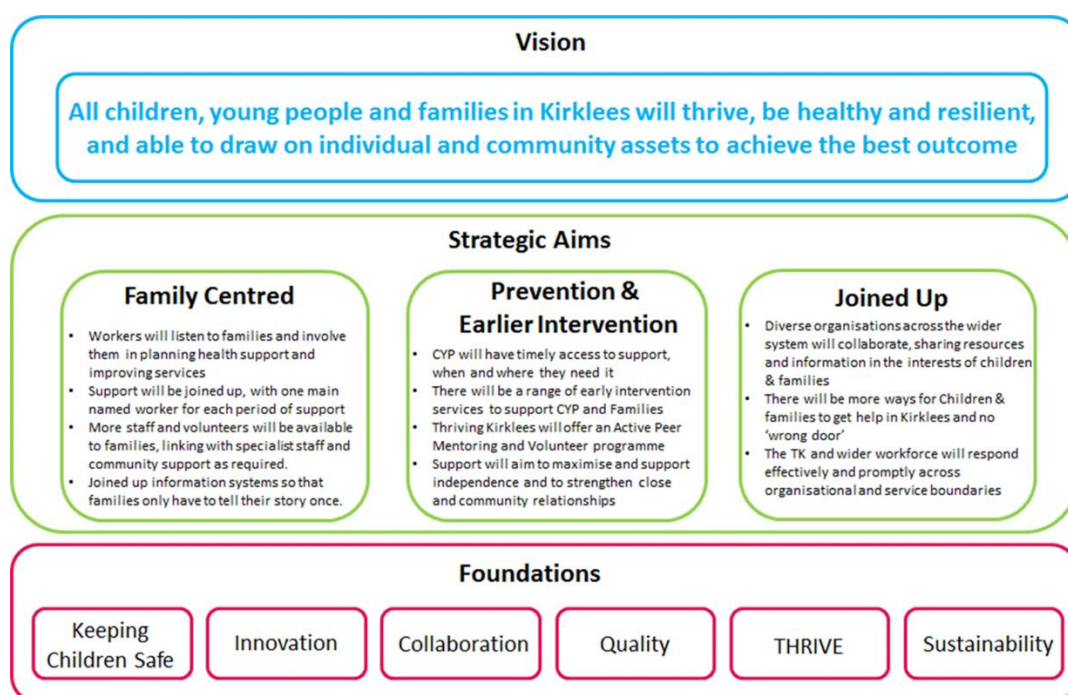 Vision
All children, young people and families in Kirklees will thrive, be healthy and resilient,
and able to draw on individual and community assets to achieve the best outcome
Strategic Aims
Family Centred
• Workers will listen to families and involve
them in planning health support and
improving services
• Support will be joined up, with one main
named worker for each period of support
• More staff and volunteers will be available
to families, linking with specialist staff and
community support as required.
• Joined up information systems so that
families only have to tell their story once.
Prevention &
Earlier Intervention
• CYP will have timely access to support,
when and where they need it
• There will be a range of early intervention
services to support CYP and Families
• Thriving Kirklees will offer an Active Peer
Mentoring and Volunteer programme
• Support will aim to maximise and support
independence and to strengthen close
and community relationships
Joined Up
• Diverse organisations across the wider
system will collaborate, sharing resources
and information in the interests of children
& families
• There will be more ways for Children &
families to get help in Kirklees and no
‘wrong door’
• The TK and wider workforce will respond
effectively and promptly across
organisational and service boundaries
Foundations
Keeping
Children Safe
Innovation
Collaboration
Quality
THRIVE
Sustainability